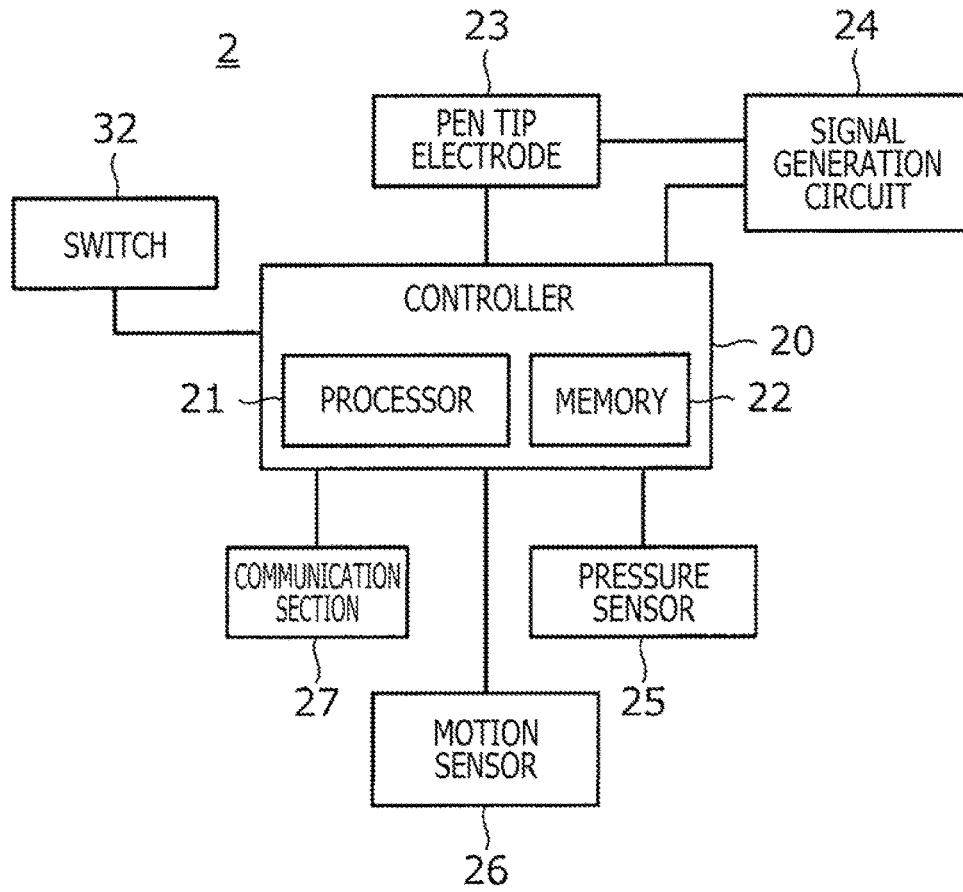 2
23
24
32
PEN TIP
ELECTRODE
SIGNAL
GENERATION
CIRCUIT
SWITCH
CONTROLLER
20
21
PROCESSOR
MEMORY
22
COMMUNICATION
SECTION
PRESSURE
SENSOR
27
25
MOTION
SENSOR
26